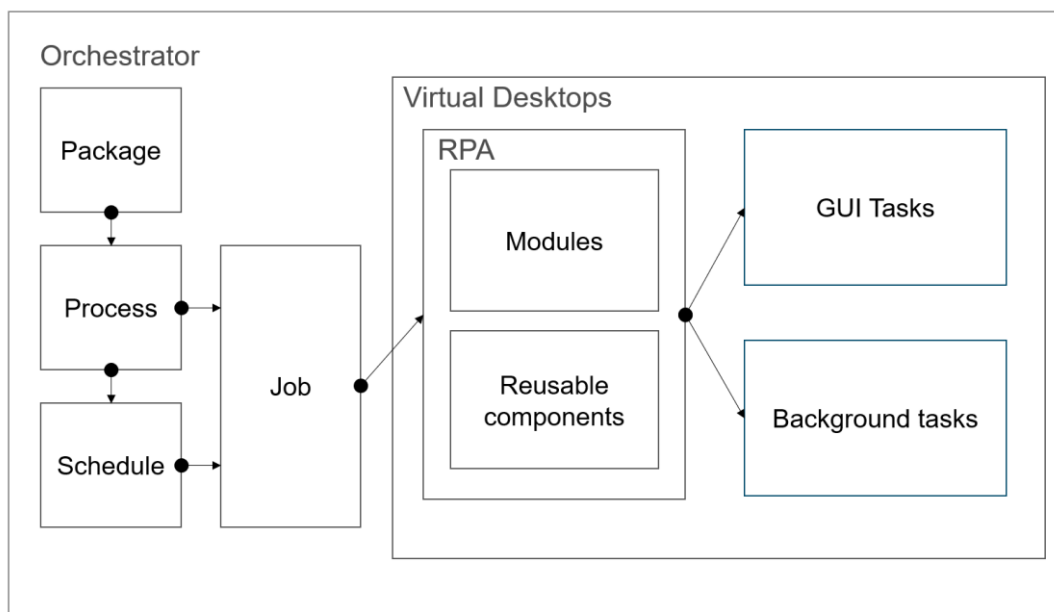 Orchestrator
Package
Process
Schedule
Job
Virtual Desktops
RPA
Modules
Reusable
components
GUI Tasks
Background tasks